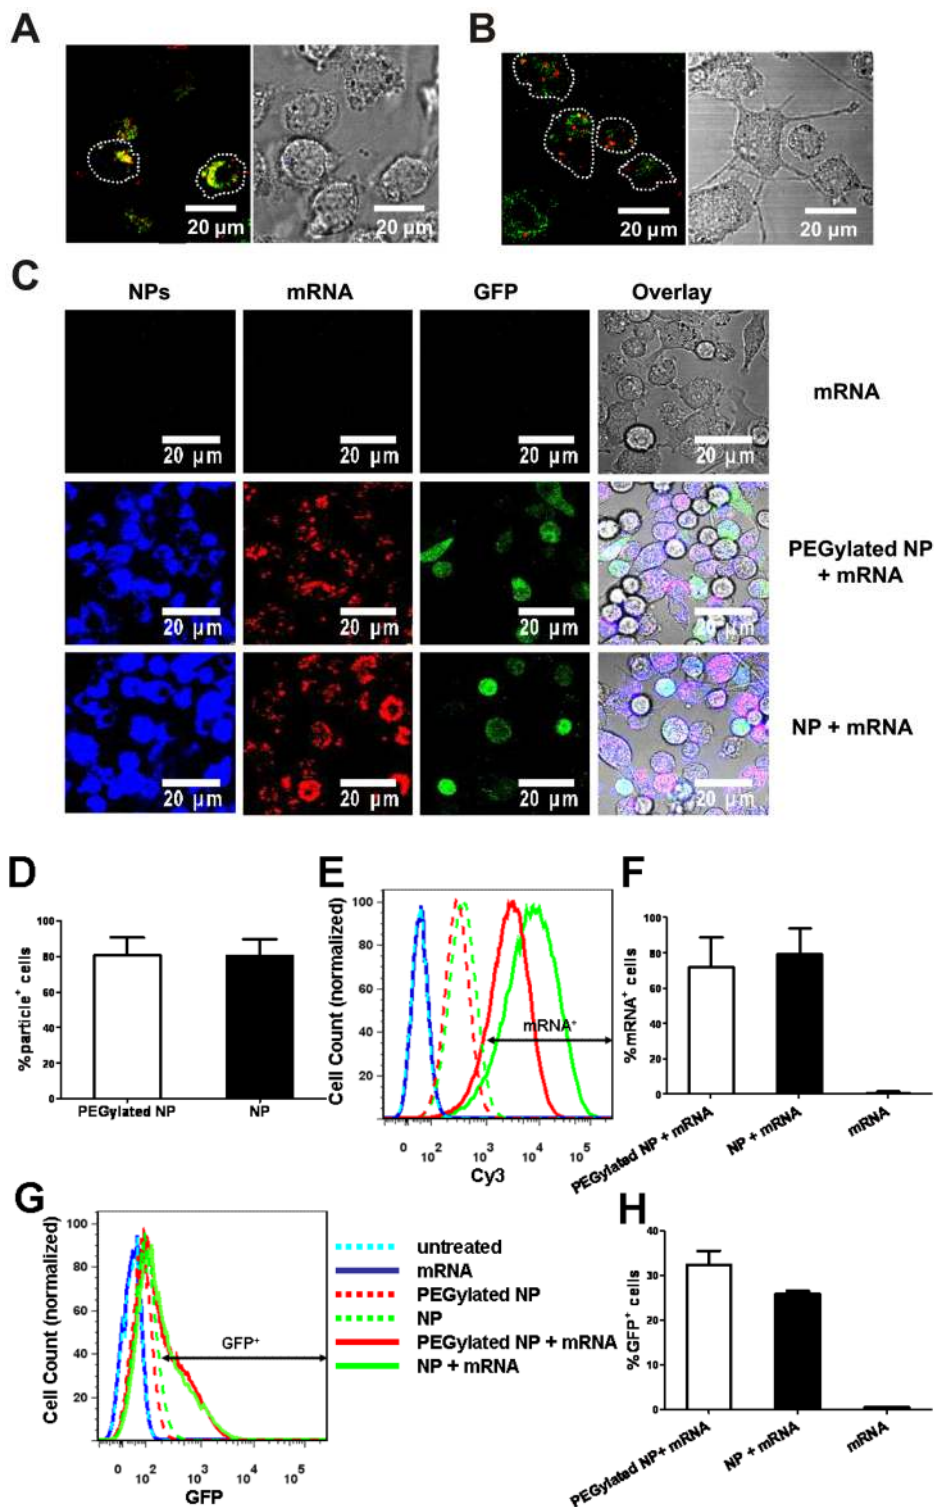 A
B
20 µm
20 µm
20 µm
20 µm
C
NPs
mRNA
GFP
Overlay
20 µm
20 µm
20 µm
20 µm
mRNA
20 µm
20 µm
20 µm
20 µm
PEGylated NP
+ mRNA
20 µm
20 µm
20 µm
20 µm
NP + mRNA
D
%particle⁺ cells
100
80
60
40
20
0
PEGylated NP
NP
E
Cell Count (normalized)
100
80
60
40
20
mRNA⁺
0
10²
10³
10⁴
10⁵
Cy3
F
%mRNA⁺ cells
100
80
60
40
20
0
PEGylated NP + mRNA
NP + mRNA
mRNA
G
Cell Count (normalized)
100
80
60
40
20
GFP⁺
0
10²
10³
10⁴
10⁵
GFP
untreated
mRNA
PEGylated NP
NP
PEGylated NP + mRNA
NP + mRNA
H
%GFP⁺ cells
40
30
20
10
0
PEGylated NP+ mRNA
NP + mRNA
mRNA